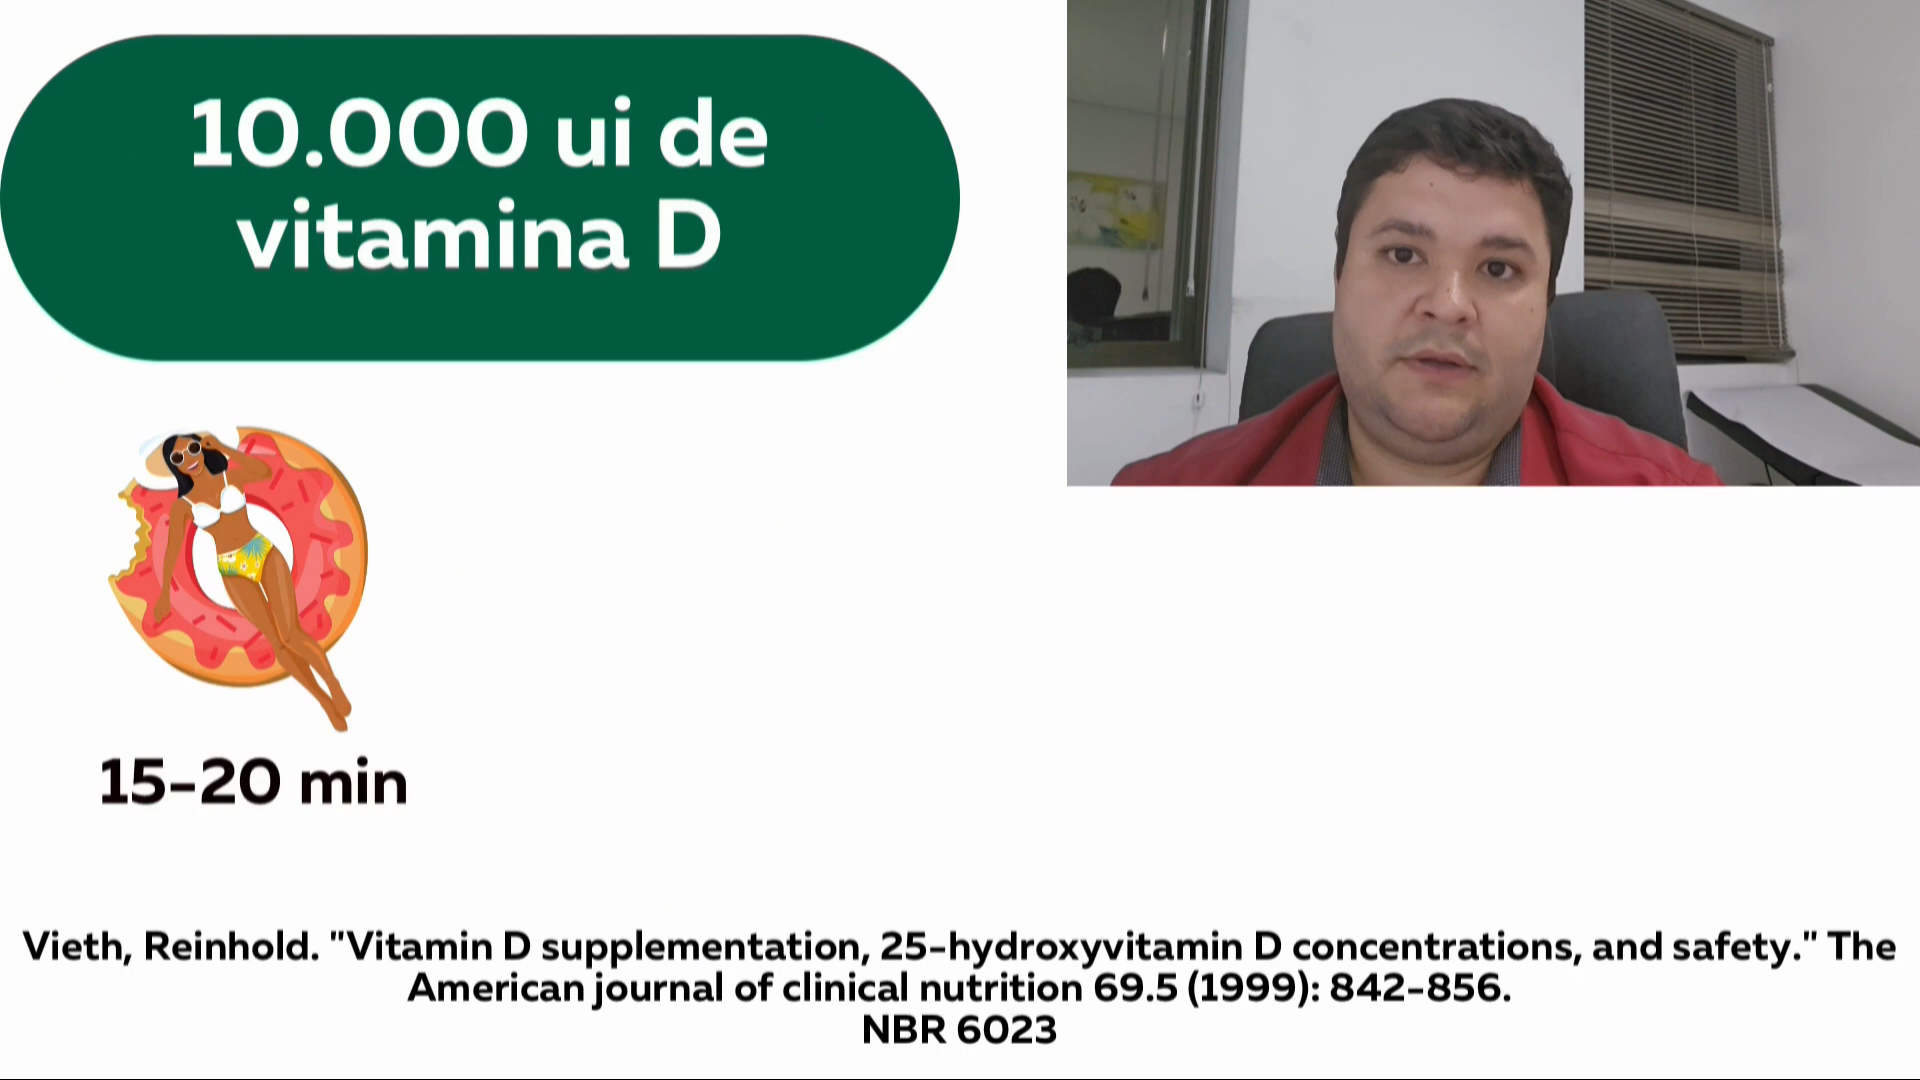 10.000 ui de
vitamina D
15-20 min
Vieth, Reinhold. "Vitamin D supplementation, 25-hydroxyvitamin D concentrations, and safety." The
American journal of clinical nutrition 69.5 (1999): 842-856.
NBR 6023